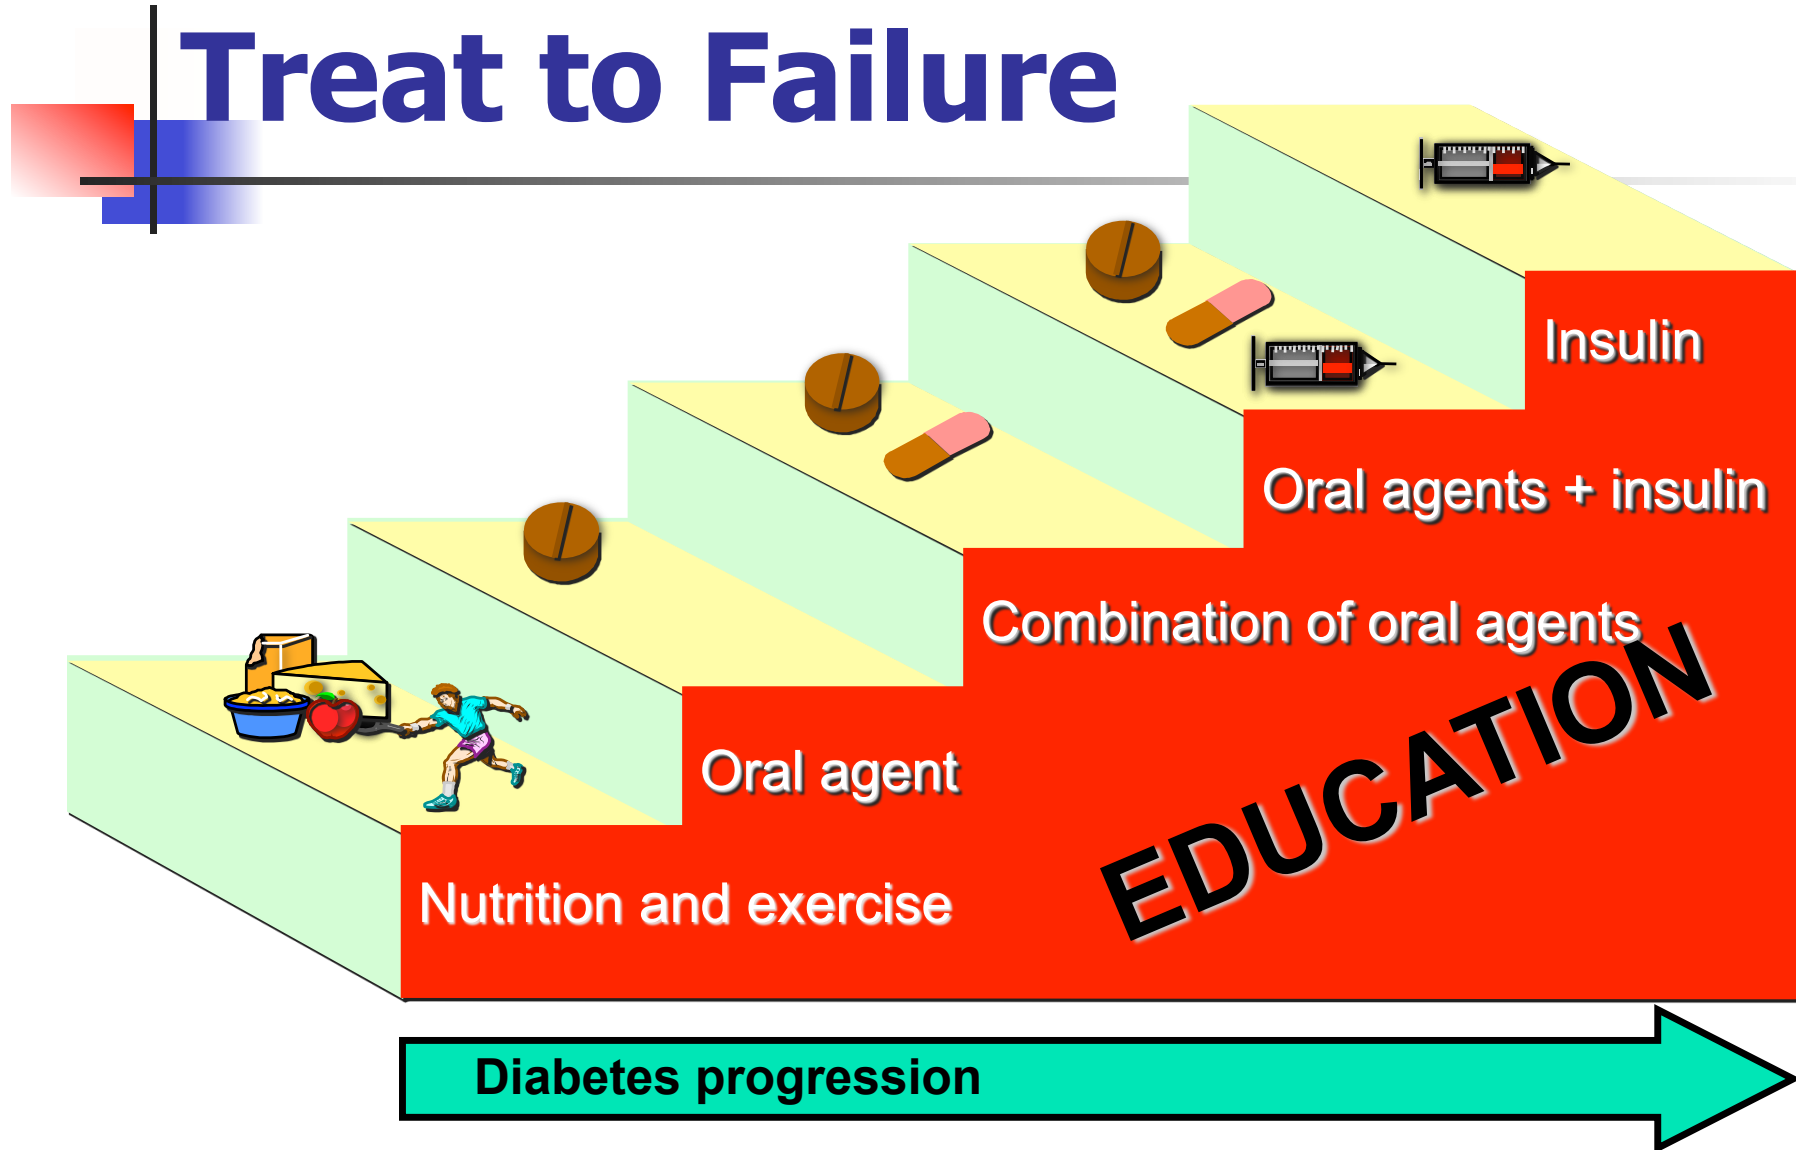 Treat to Failure
Insulin
Oral agents + insulin
Combination of oral agents
EDUCATION
Oral agent
Nutrition and exercise
Diabetes progression